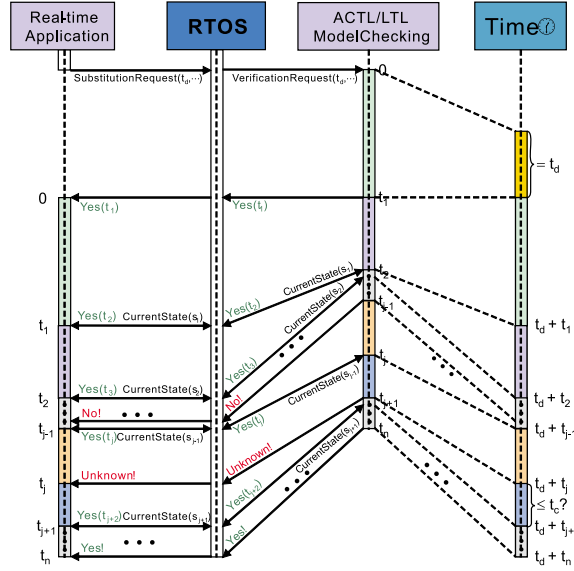 Real-time
Application
RTOS
ACTL/LTL
ModelChecking
Time
SubstitutionRequest(t_d,...)
VerificationRequest(t_d,...)
0
= t_d
0
Yes(t_1)
Yes(t_1)
t_1
CurrentState(s_1)
Yes(t_2)
t_2
CurrentState(s_2)
t_j-1
t_1
Yes(t_2)
CurrentState(s_1)
t_d + t_1
• • •
• • •
Yes(t_3)
t_j
CurrentState(s_j-1)
t_2
Yes(t_3)
CurrentState(s_j)
No!
t_j+1
t_d + t_2
No!
• • •
t_j-1
Yes(t_j)
CurrentState(s_j-1)
Yes(t_j)
t_n
t_d + t_j-1
Unknown!
CurrentState(s_j+1)
• • •
t_j
Unknown!
Yes(t_j+2)
t_d + t_j
≤ t_c?
• • •
t_j+1
Yes(t_j+2)
CurrentState(s_j+1)
t_d + t_j+
Yes!
t_n
Yes!
• • •
t_d + t_n